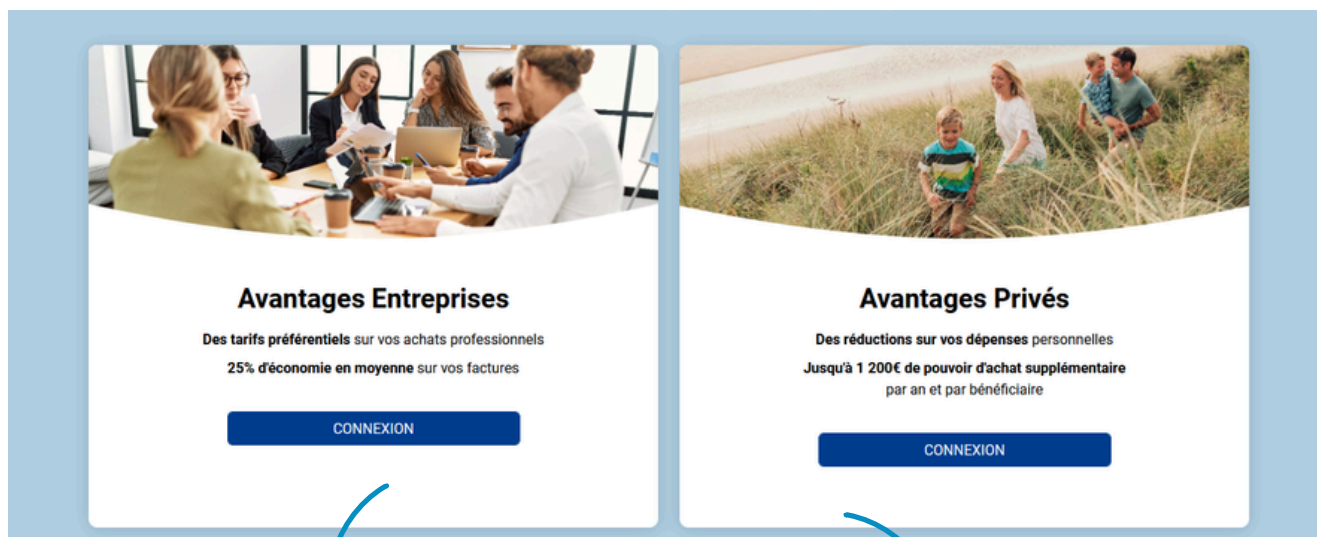 Avantages Entreprises
Des tarifs préférentiels sur vos achats professionnels
25% d'économie en moyenne sur vos factures
CONNEXION
Avantages Privés
Des réductions sur vos dépenses personnelles
Jusqu'à 1 200€ de pouvoir d'achat supplémentaire
par an et par bénéficiaire
CONNEXION